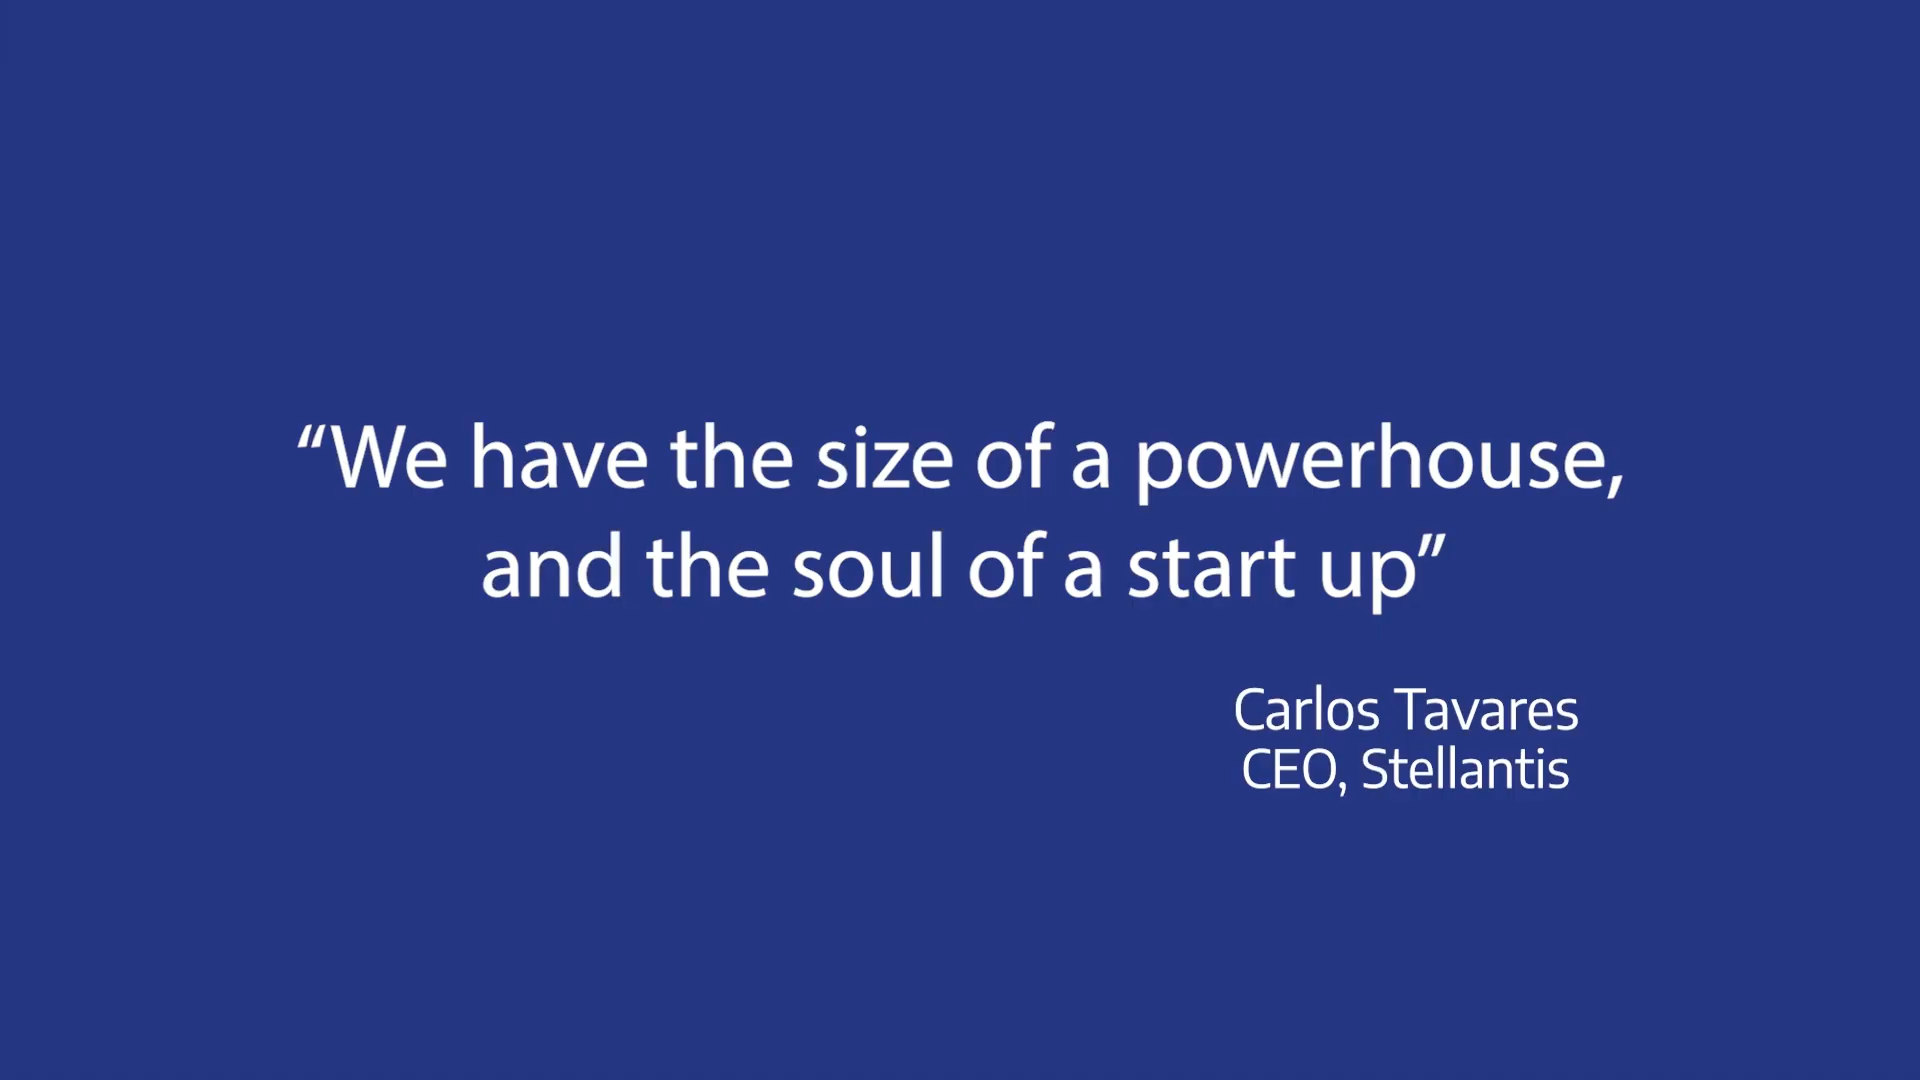 “We have the size of a powerhouse,
and the soul of a start up”
Carlos Tavares
CEO, Stellantis